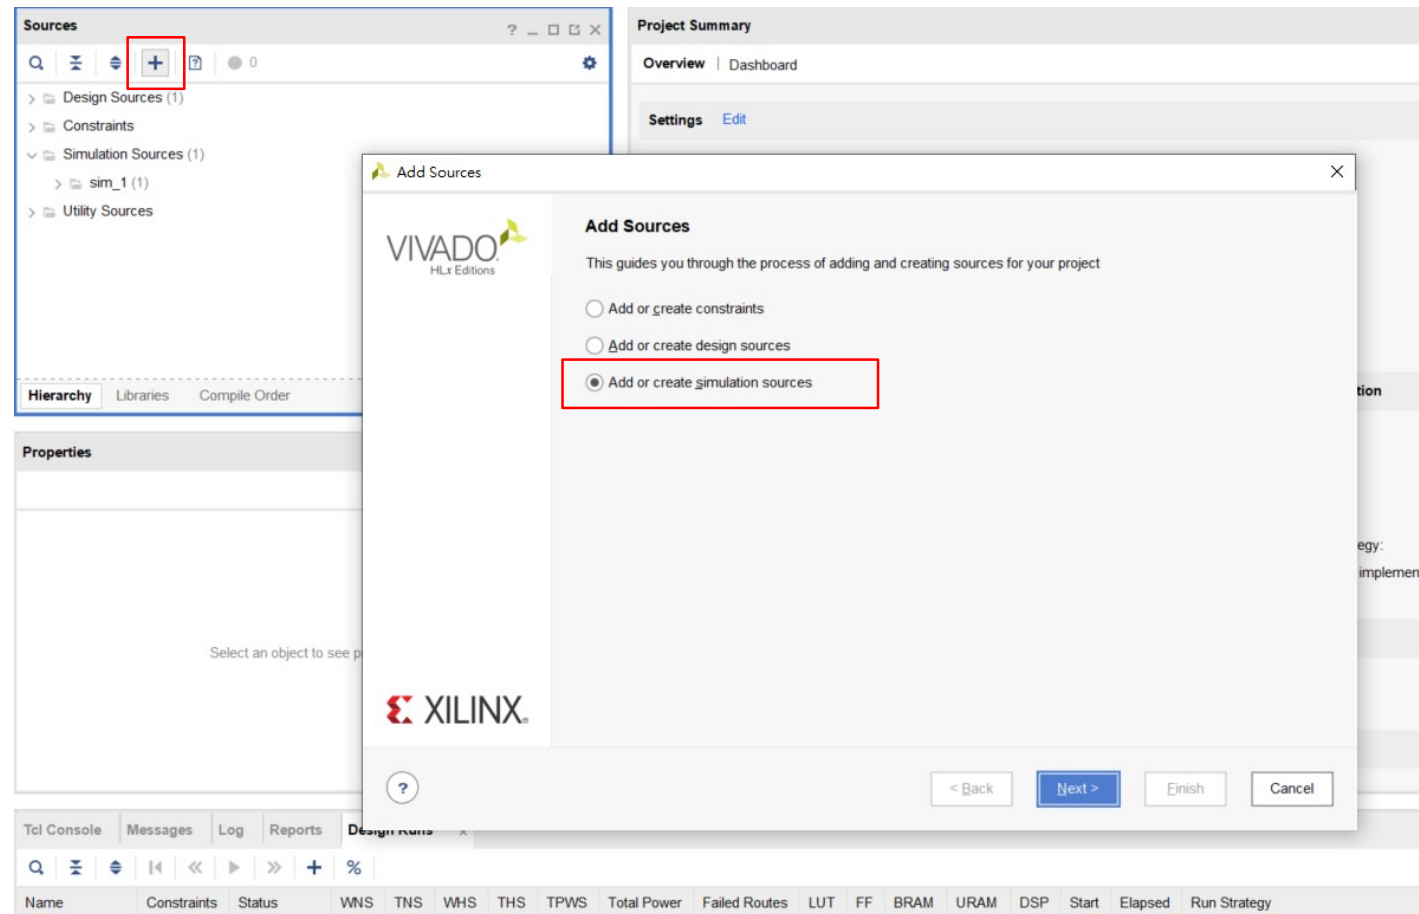 Sources
? _
0
Design Sources (1)
Constraints
Simulation Sources (1)
sim_1 (1)
Utility Sources
Hierarchy Libraries Compile Order
Project Summary
Overview | Dashboard
Settings Edit
Properties
Select an object to see p
Add Sources
VIVADO
HLx Editions
XILINX
Add Sources
This guides you through the process of adding and creating sources for your project
Add or create constraints
Add or create design sources
Add or create simulation sources
?
< Back Next > Finish Cancel
tion
egy:
implemen
Tcl Console Messages Log Reports Design Runs
%
Name Constraints Status WNS TNS WHS THS TPWS Total Power Failed Routes LUT FF BRAM URAM DSP Start Elapsed Run Strategy